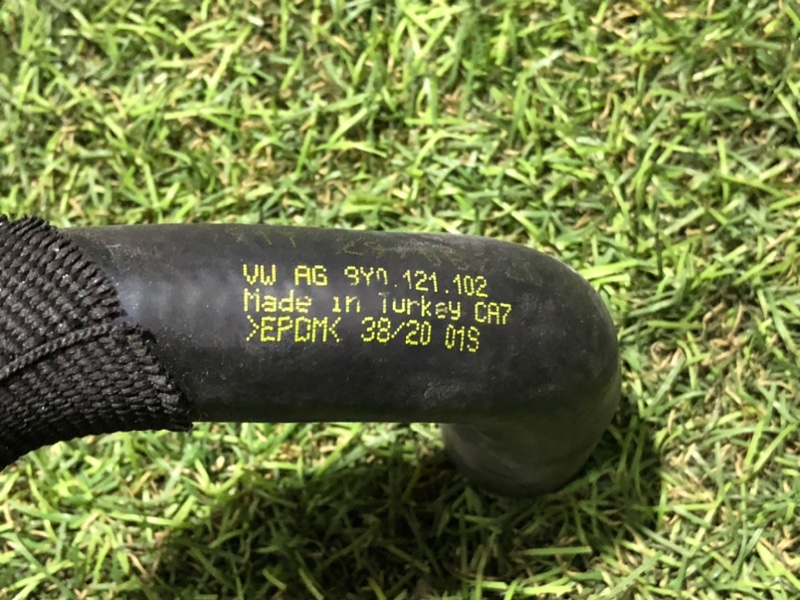 VW AG 9Y0.121.102
Made in Turkey CA7
>EPDM< 38/20 01S